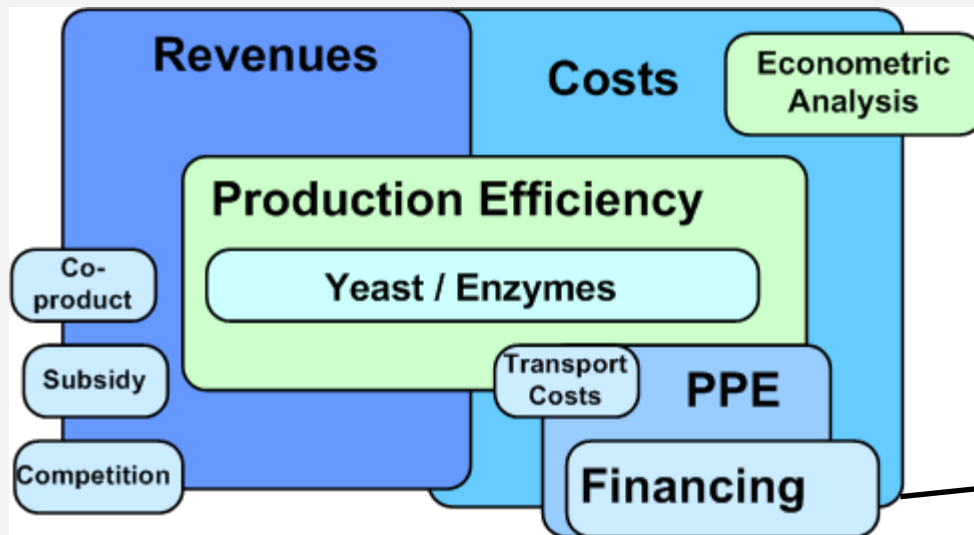 Revenues
Costs
Econometric
Analysis
Production Efficiency
Yeast / Enzymes
Co-
product
Subsidy
Competition
Transport
Costs
PPE
Financing